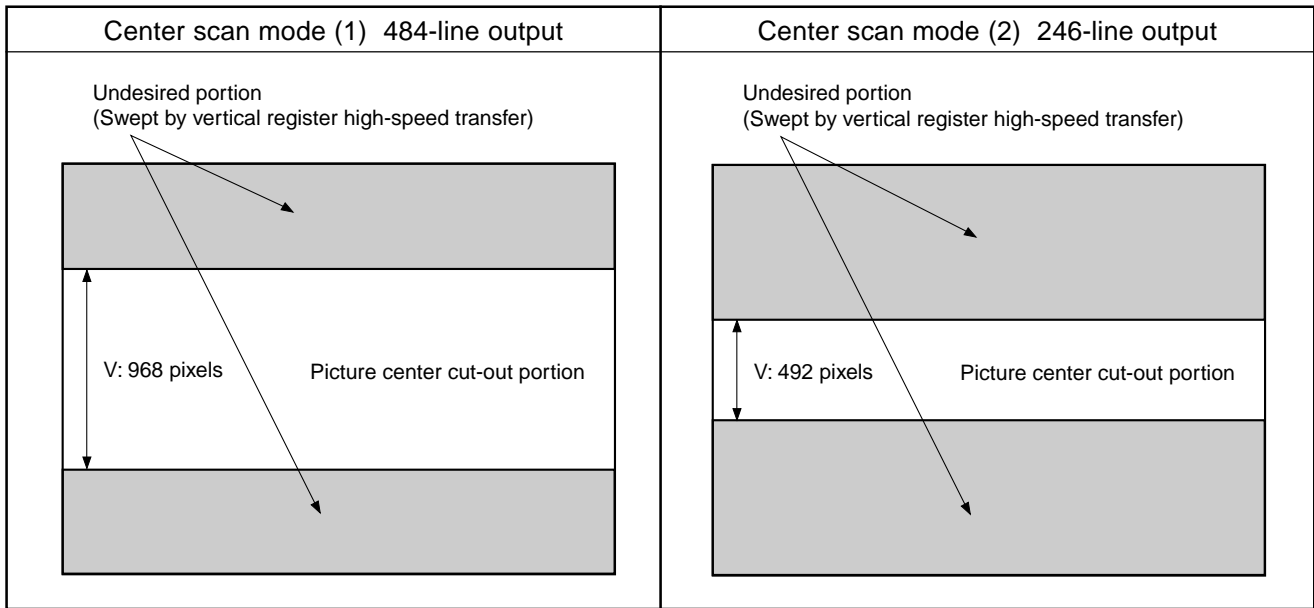 Center scan mode (1)  484-line output
Undesired portion
(Swept by vertical register high-speed transfer)
V: 968 pixels
Picture center cut-out portion
Center scan mode (2)  246-line output
Undesired portion
(Swept by vertical register high-speed transfer)
V: 492 pixels
Picture center cut-out portion